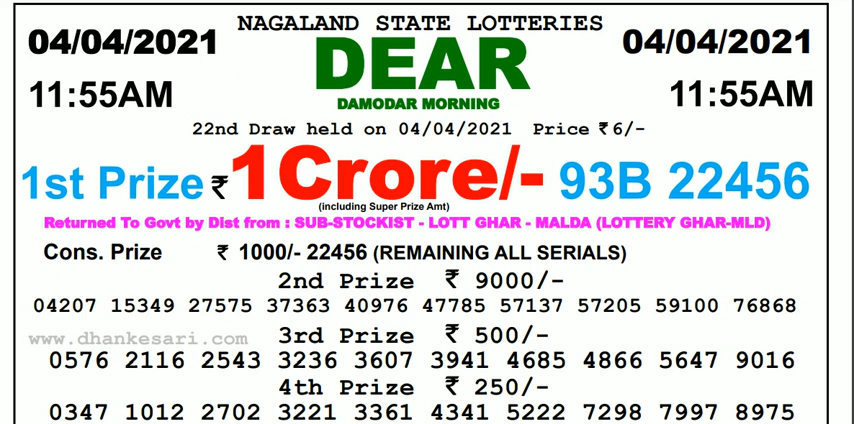 NAGALAND STATE LOTTERIES
04/04/2021 DEAR 04/04/2021
11:55AM DAMODAR MORNING 11:55AM
22nd Draw held on 04/04/2021 Price ₹6/-
1st Prize ₹1Crore/- 93B 22456
(including Super Prize Amt)
Returned To Govt by Dist from : SUB-STOCKIST - LOTT GHAR - MALDA (LOTTERY GHAR-MLD)
Cons. Prize ₹ 1000/- 22456 (REMAINING ALL SERIALS)
2nd Prize ₹ 9000/-
04207 15349 27575 37363 40976 47785 57137 57205 59100 76868
www.dhankesari.com 3rd Prize ₹ 500/-
0576 2116 2543 3236 3607 3941 4685 4866 5647 9016
4th Prize ₹ 250/-
0347 1012 2702 3221 3361 4341 5222 7298 7997 8975